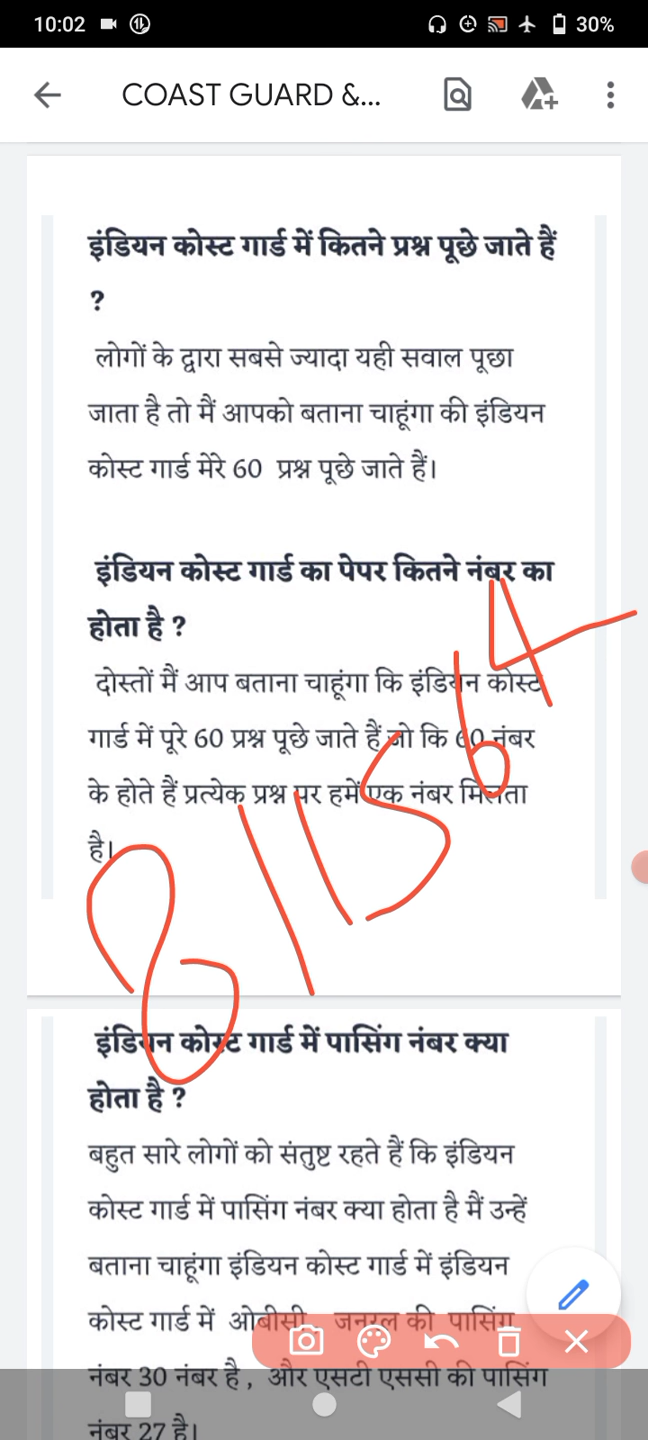 10:02 30%
COAST GUARD &...
इंडियन कोस्ट गार्ड में कितने प्रश्न पूछे जाते हैं
?
लोगों के द्वारा सबसे ज्यादा यही सवाल पूछा
जाता है तो मैं आपको बताना चाहूंगा की इंडियन
कोस्ट गार्ड मेरे 60 प्रश्न पूछे जाते हैं।
इंडियन कोस्ट गार्ड का पेपर कितने नंबर का
होता है ?
दोस्तों मैं आप बताना चाहूंगा कि इंडियन कोस्ट
गार्ड में पूरे 60 प्रश्न पूछे जाते हैं जो कि 60 नंबर
के होते हैं प्रत्येक प्रश्न पर हमें एक नंबर मिलता
है।
811564
इंडियन कोस्ट गार्ड में पासिंग नंबर क्या
होता है ?
बहुत सारे लोगों को संतुष्ट रहते हैं कि इंडियन
कोस्ट गार्ड में पासिंग नंबर क्या होता है मैं उन्हें
बताना चाहूंगा इंडियन कोस्ट गार्ड में इंडियन
कोस्ट गार्ड में ओबीसी, जनरल की पासिंग
नंबर 30 नंबर है, और एसटी एससी की पासिंग
नंबर 27 है।